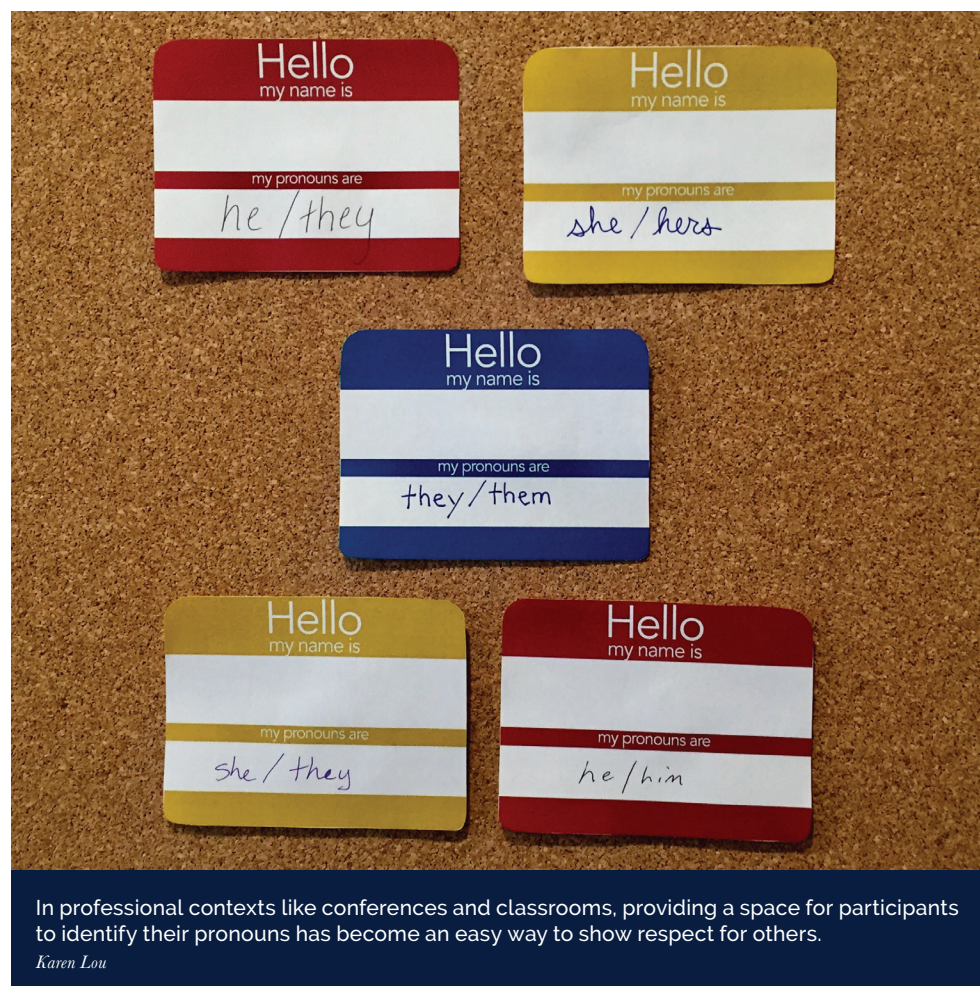 Hello
my name is
my pronouns are
he/they
Hello
my name is
my pronouns are
she/hers
Hello
my name is
my pronouns are
they/them
Hello
my name is
my pronouns are
she/they
Hello
my name is
my pronouns are
he/him
In professional contexts like conferences and classrooms, providing a space for participants
to identify their pronouns has become an easy way to show respect for others.
Karen Lou